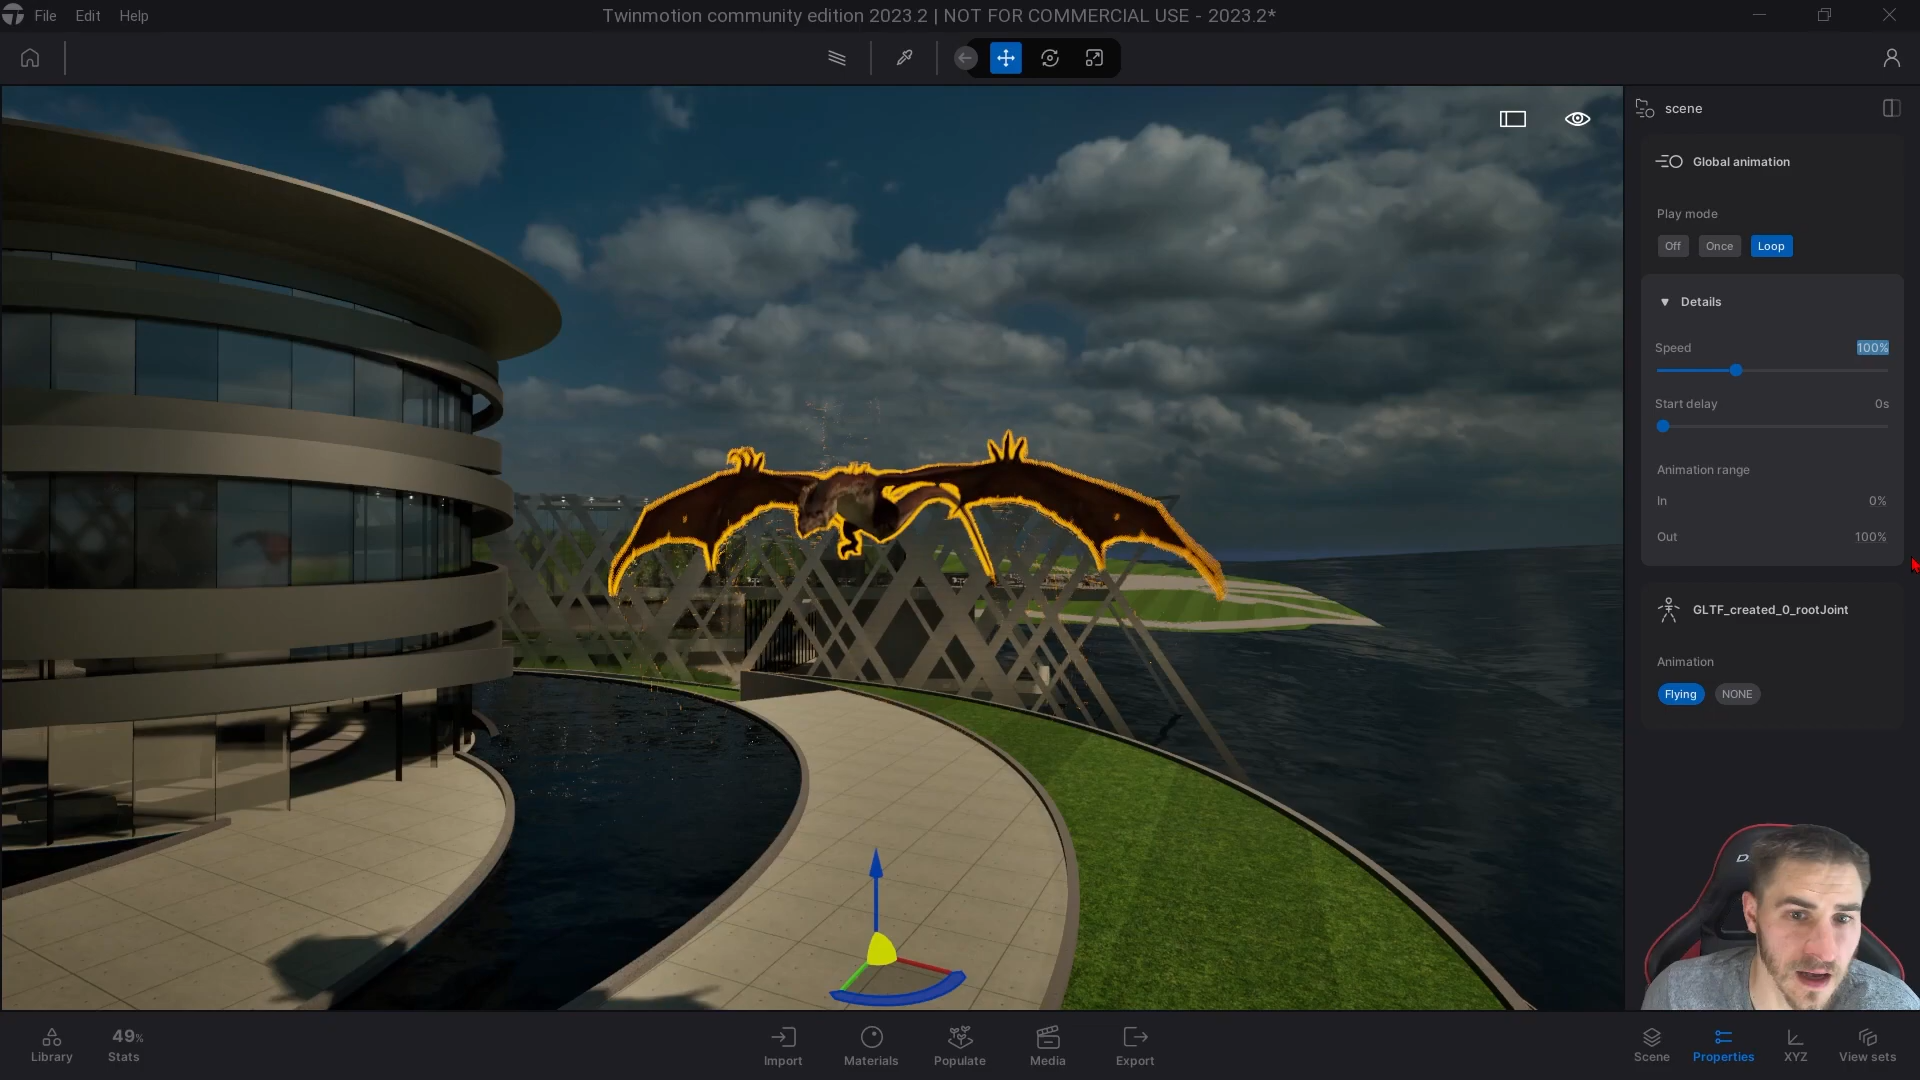 File Edit Help
Twinmotion community edition 2023.2 | NOT FOR COMMERCIAL USE - 2023.2*
scene
Global animation
Play mode
Off Once Loop
Details
Speed 100%
Start delay 0s
Animation range
In 0%
Out 100%
GLTF_created_0_rootJoint
Animation
Flying NONE
D
49%
Library Stats Import Materials Populate Media Export Scene Properties XYZ View sets